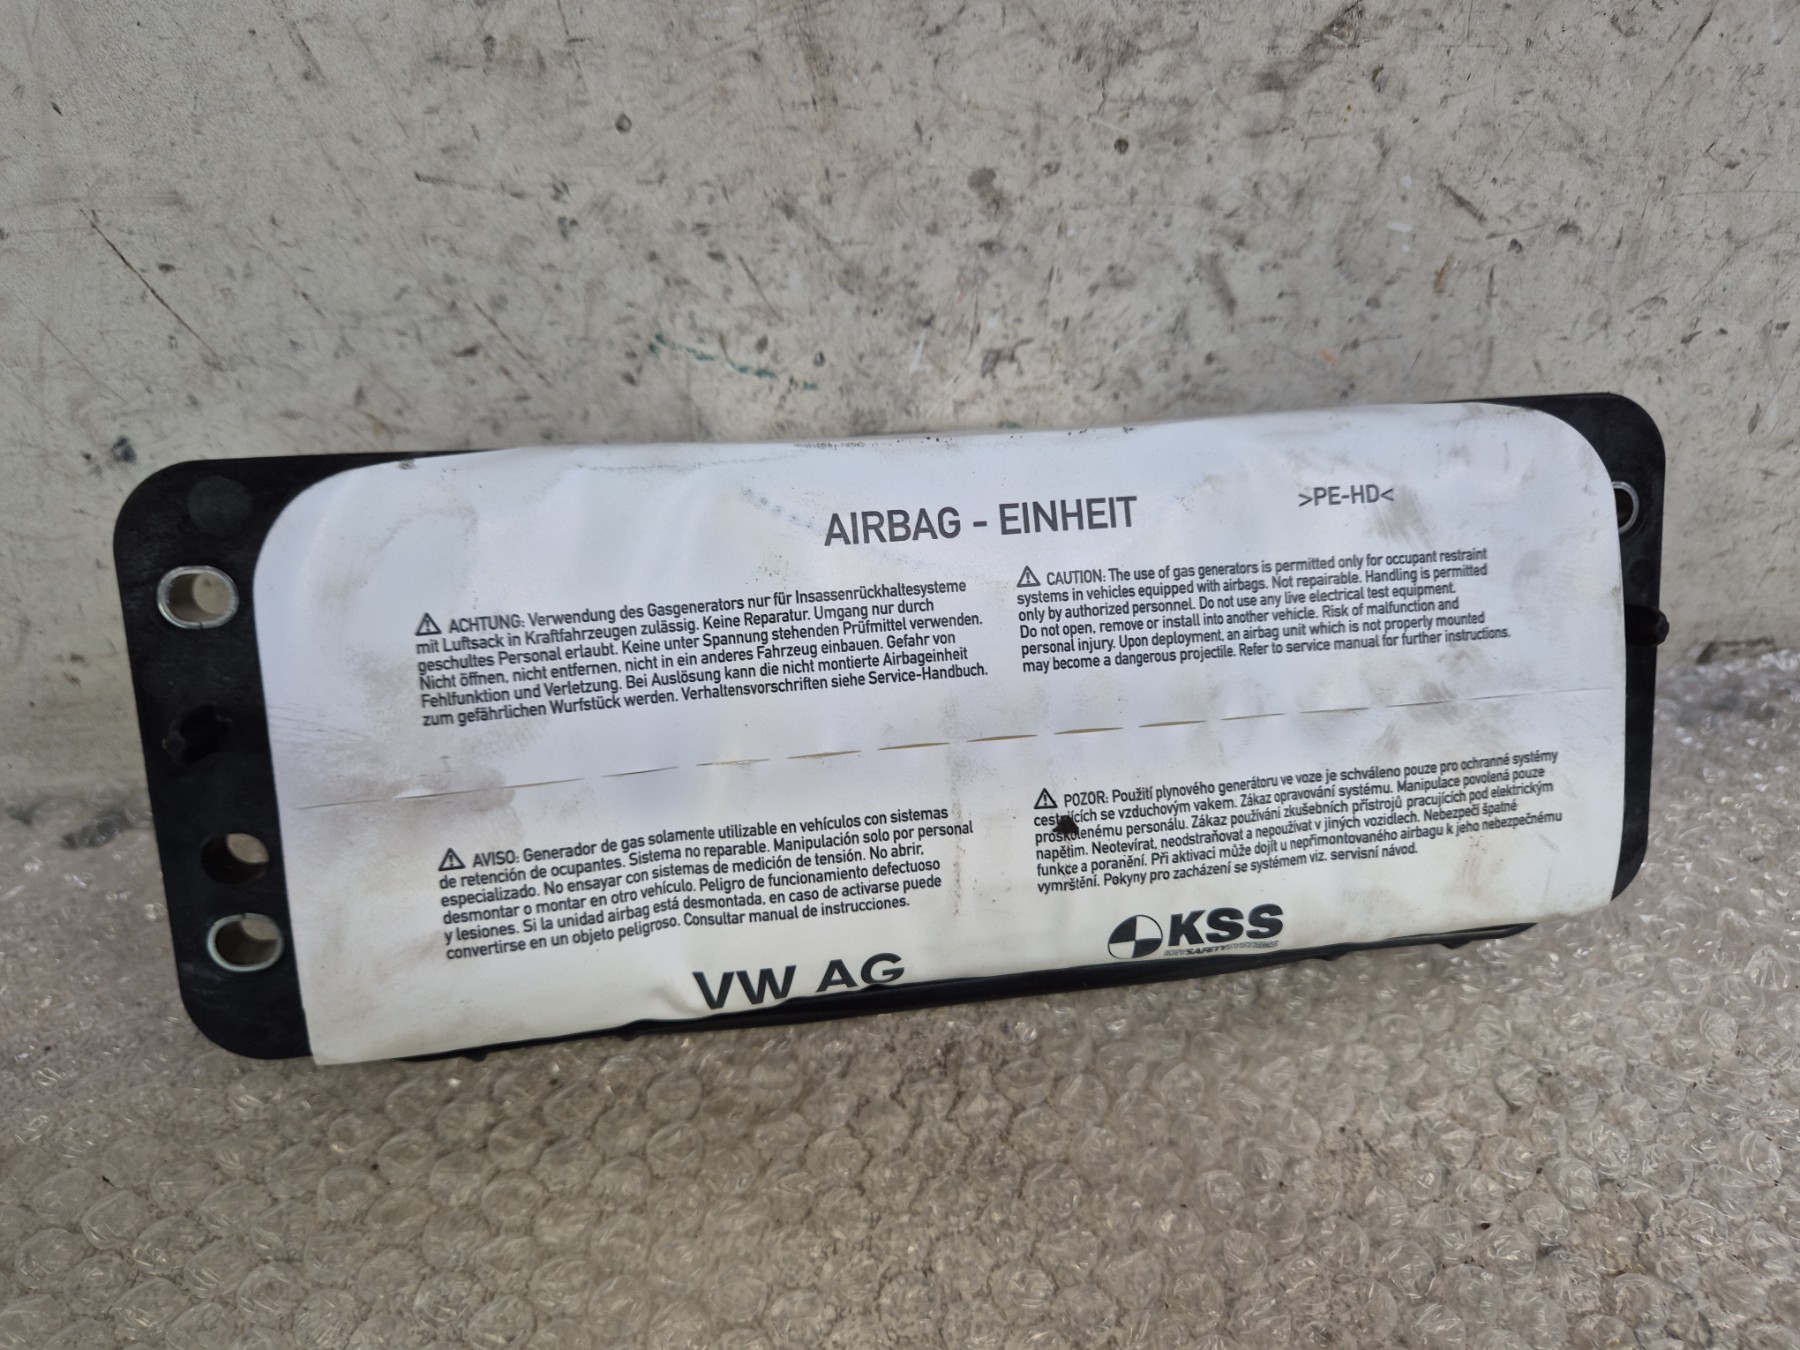 AIRBAG - EINHEIT
>PE-HD<
⚠ ACHTUNG: Verwendung des Gasgenerators nur für Insassenrückhaltesysteme
mit Luftsack in Kraftfahrzeugen zulässig. Keine Reparatur. Umgang nur durch
geschultes Personal erlaubt. Keine unter Spannung stehenden Prüfmittel verwenden.
Nicht öffnen, nicht entfernen, nicht in ein anderes Fahrzeug einbauen. Gefahr von
Fehlfunktion und Verletzung. Bei Auslösung kann die nicht montierte Airbageinheit
zum gefährlichen Wurfstück werden. Verhaltensvorschriften siehe Service-Handbuch.
⚠ CAUTION: The use of gas generators is permitted only for occupant restraint
systems in vehicles equipped with airbags. Not repairable. Handling is permitted
only by authorized personnel. Do not use any live electrical test equipment.
Do not open, remove or install into another vehicle. Risk of malfunction and
personal injury. Upon deployment, an airbag unit which is not properly mounted
may become a dangerous projectile. Refer to service manual for further instructions.
⚠ AVISO: Generador de gas solamente utilizable en vehículos con sistemas
de retención de ocupantes. Sistema no reparable. Manipulación solo por personal
especializado. No ensayar con sistemas de medición de tensión. No abrir,
desmontar o montar en otro vehículo. Peligro de funcionamiento defectuoso
y lesiones. Si la unidad airbag está desmontada, en caso de activarse puede
convertirse en un objeto peligroso. Consultar manual de instrucciones.
⚠ POZOR: Použití plynového generátoru ve voze je schváleno pouze pro ochranné systémy
cestujících se vzduchovým vakem. Zákaz opravování systému. Manipulace povolená pouze
proškolenému personálu. Zákaz používání zkušebních přístrojů pracujících pod elektrickým
napětím. Neotevírat, neodstraňovat a nepoužívat v jiných vozidlech. Nebezpečí špatné
funkce a poranění. Při aktivaci může dojít u nepřimontovaného airbagu k jeho nebezpečnému
vymrštění. Pokyny pro zacházení se systémem viz. servisní návod.
VW AG
KSS